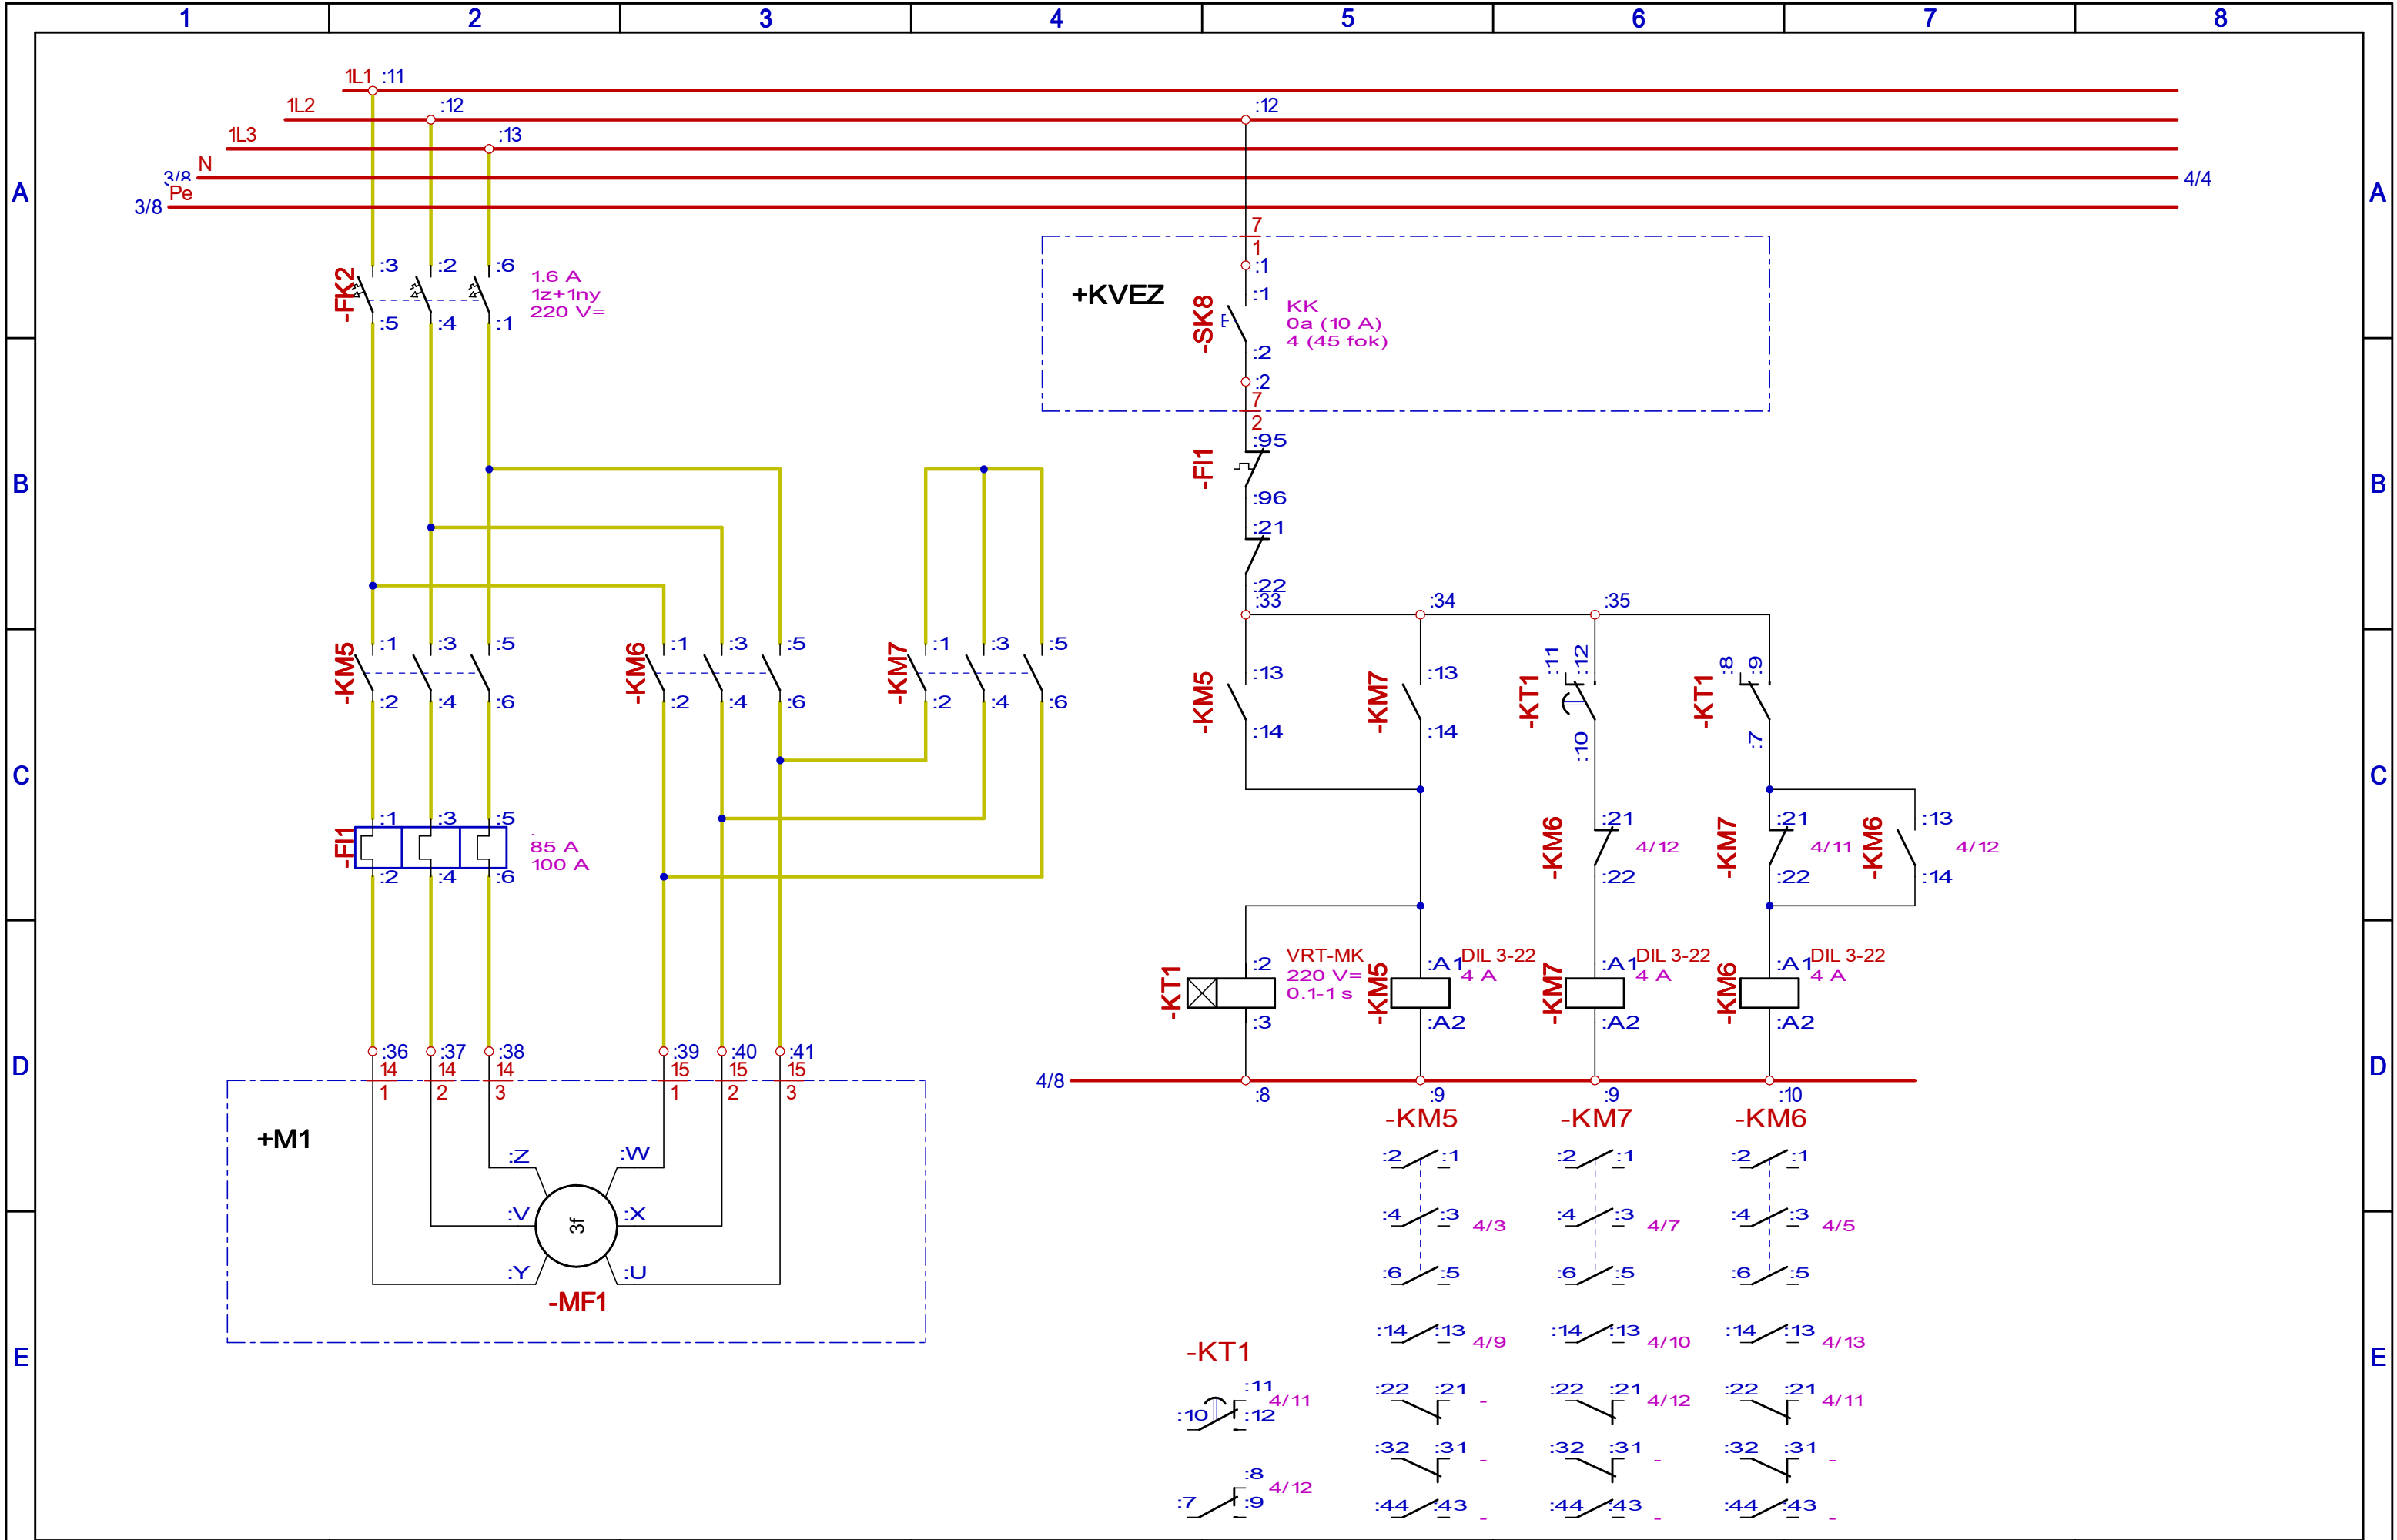 1 2 3 4 5 6 7 8
1L1 :11
1L2 :12 :12
1L3 :13
N
3/8 4/4
Pe
3/8
A A
7
1
:1
+KVEZ
-SK8
:1
KK
0a (10 A)
4 (45 fok)
:2
:2
7
2
-FK2
:3 :2 :6
1.6 A
1z+1ny
220 V=
:5 :4 :1
B B
-FI1
:95
:96
:21
:22
:33 :34 :35
-KM5
:1 :3 :5
:2 :4 :6
-KM6
:1 :3 :5
:2 :4 :6
-KM7
:1 :3 :5
:2 :4 :6
-KM5
:13
:14
-KM7
:13
:14
-KT1
:11 :12
:10
-KT1
:8 :9
:7
C C
-FI1
:1 :3 :5
85 A
100 A
:2 :4 :6
-KM6
:21
4/12
:22
-KM7
:21
4/11
:22
-KM6
:13
4/12
:14
-KT1
:2
VRT-MK
220 V=
0.1-1 s
:3
-KM5
:A1
DIL 3-22
4 A
:A2
-KM7
:A1
DIL 3-22
4 A
:A2
-KM6
:A1
DIL 3-22
4 A
:A2
D D
:36 :37 :38 :39 :40 :41
14 14 14 15 15 15
1 2 3 1 2 3
4/8
:8 :9 :9 :10
+M1
:Z :W
:V 3f :X
:Y :U
-MF1
-KM5 -KM7 -KM6
:2 :1 :2 :1 :2 :1
:4 :3 4/3 :4 :3 4/7 :4 :3 4/5
:6 :5 :6 :5 :6 :5
:14 :13 4/9 :14 :13 4/10 :14 :13 4/13
E E
-KT1
:11
4/11
:10 :12
:22 :21 - :22 :21 4/12 :22 :21 4/11
:32 :31 - :32 :31 - :32 :31 -
:8
4/12
:7 :9
:44 :43 - :44 :43 - :44 :43 -